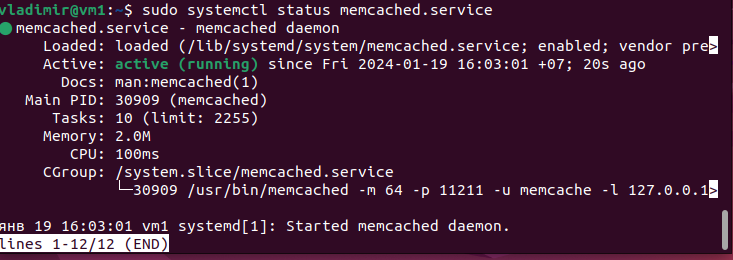 vladimir@vm1:~$ sudo systemctl status memcached.service
● memcached.service - memcached daemon
     Loaded: loaded (/lib/systemd/system/memcached.service; enabled; vendor pre>
     Active: active (running) since Fri 2024-01-19 16:03:01 +07; 20s ago
       Docs: man:memcached(1)
   Main PID: 30909 (memcached)
      Tasks: 10 (limit: 2255)
     Memory: 2.0M
        CPU: 100ms
     CGroup: /system.slice/memcached.service
             └─30909 /usr/bin/memcached -m 64 -p 11211 -u memcache -l 127.0.0.1>
янв 19 16:03:01 vm1 systemd[1]: Started memcached daemon.
lines 1-12/12 (END)